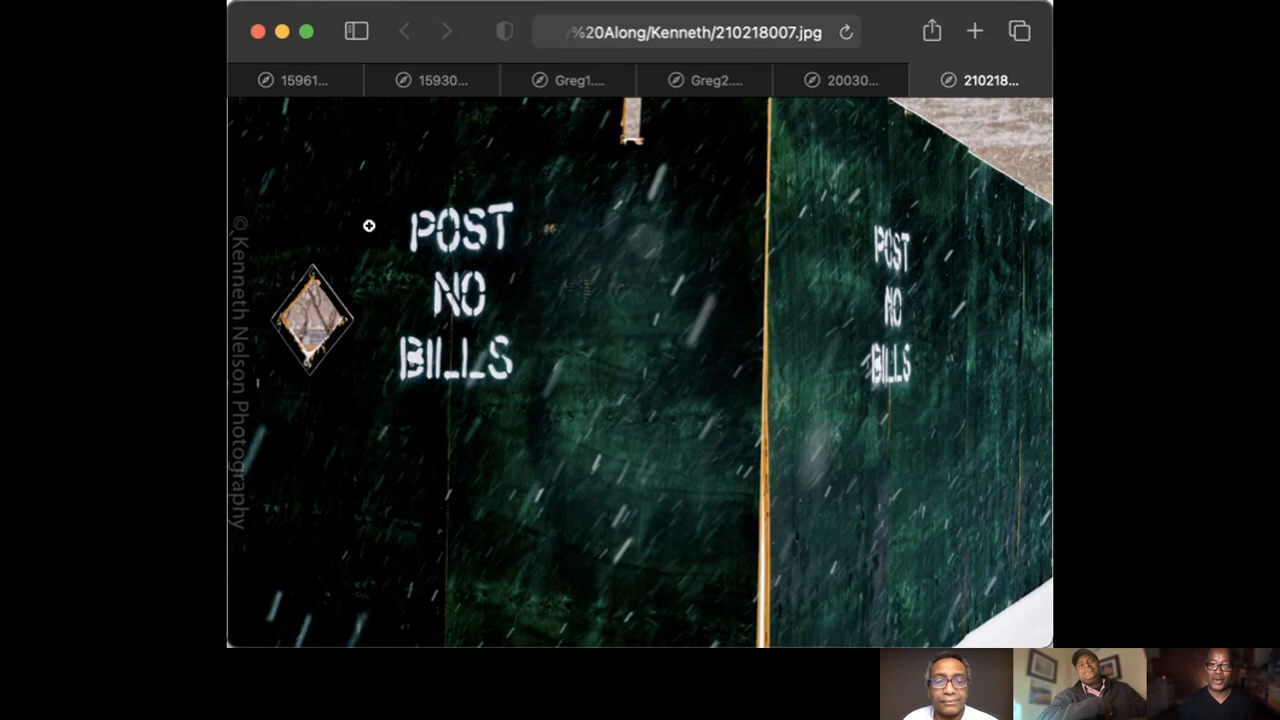 /%20Along/Kenneth/210218007.jpg
15961...
15930...
Greg1....
Greg2....
20030...
210218...
©Kenneth Nelson Photography
POST
NO
BILLS
POST
NO
BILLS